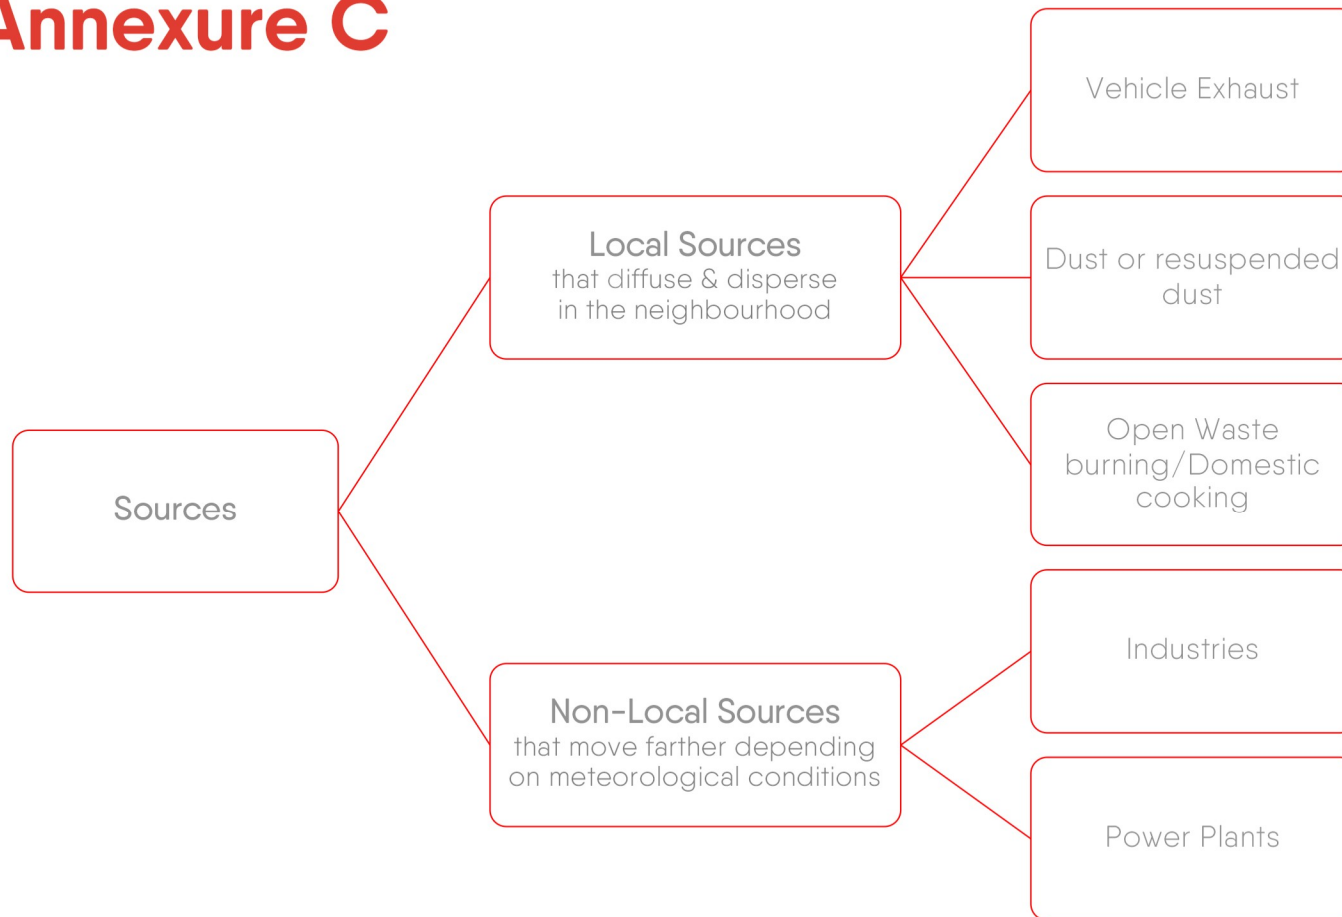 Annexure C
Vehicle Exhaust
Local Sources
that diffuse & disperse
in the neighbourhood
Dust or resuspended
dust
Open Waste
burning/Domestic
cooking
Sources
Industries
Non-Local Sources
that move farther depending
on meteorological conditions
Power Plants